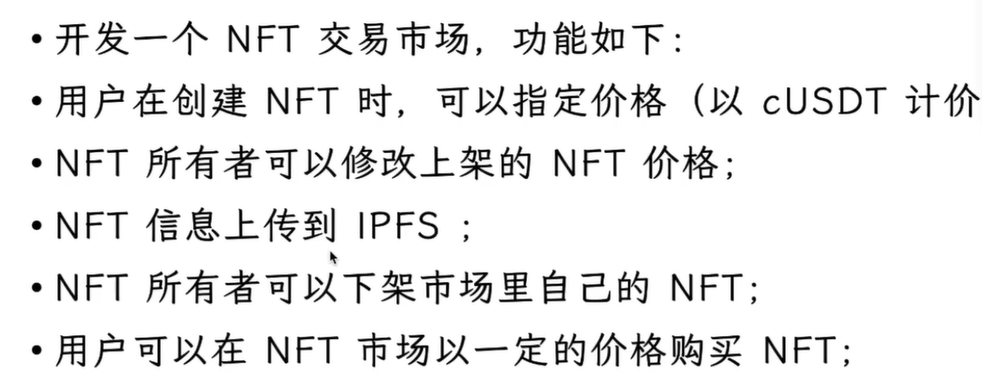 • 开发一个 NFT 交易市场，功能如下：
• 用户在创建 NFT 时，可以指定价格（以 cUSDT 计价
• NFT 所有者可以修改上架的 NFT 价格；
• NFT 信息上传到 IPFS ；
• NFT 所有者可以下架市场里自己的 NFT；
• 用户可以在 NFT 市场以一定的价格购买 NFT；